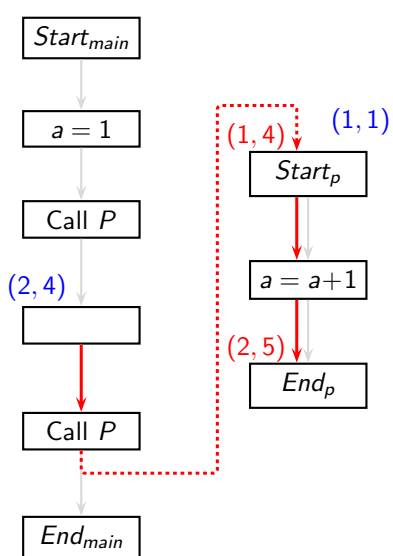 Start_main
a = 1
Call P
(2, 4)
Call P
End_main
(1, 1)
(1, 4)
Start_p
a = a+1
(2, 5)
End_p